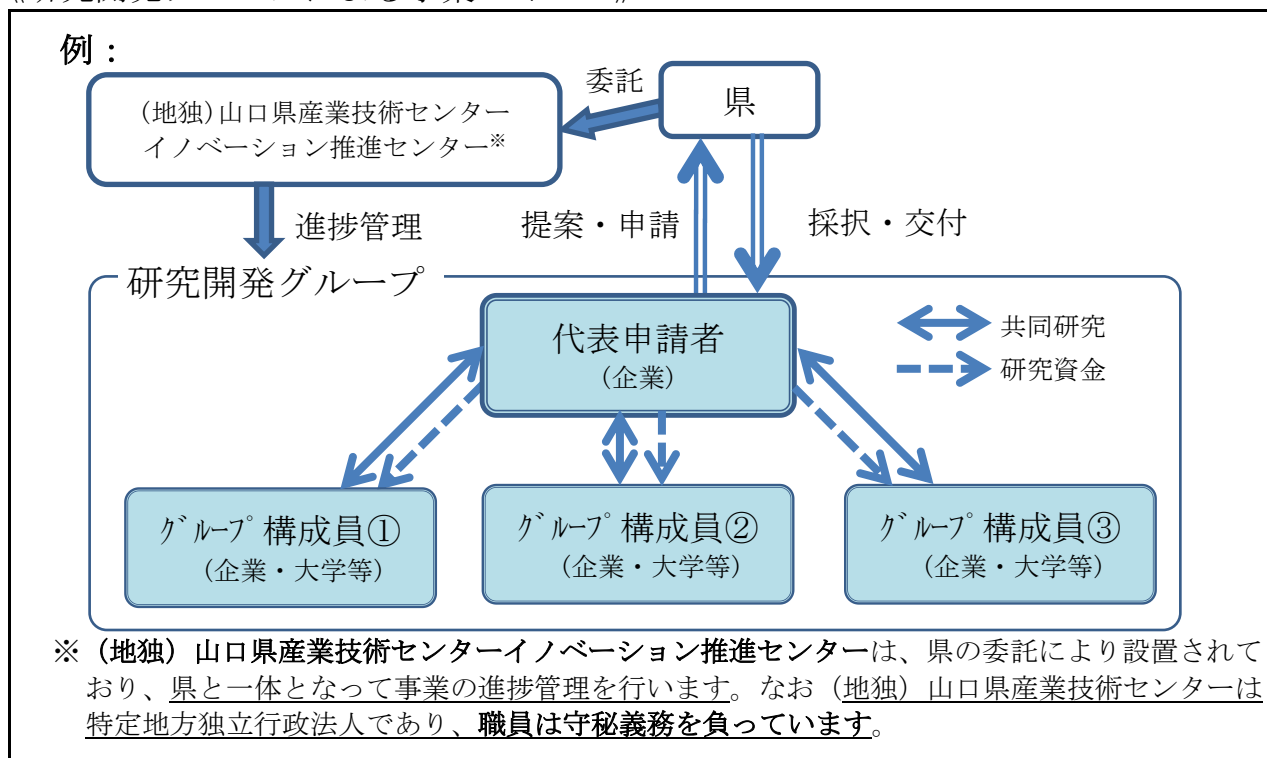 例：
委託
県
(地独)山口県産業技術センター
イノベーション推進センター※
進捗管理
提案・申請
採択・交付
研究開発グループ
代表申請者
(企業)
共同研究
研究資金
ｸﾞﾙｰﾌﾟ構成員①
(企業・大学等)
ｸﾞﾙｰﾌﾟ構成員②
(企業・大学等)
ｸﾞﾙｰﾌﾟ構成員③
(企業・大学等)
※（地独）山口県産業技術センターイノベーション推進センターは、県の委託により設置されて
おり、県と一体となって事業の進捗管理を行います。なお（地独）山口県産業技術センターは
特定地方独立行政法人であり、職員は守秘義務を負っています。